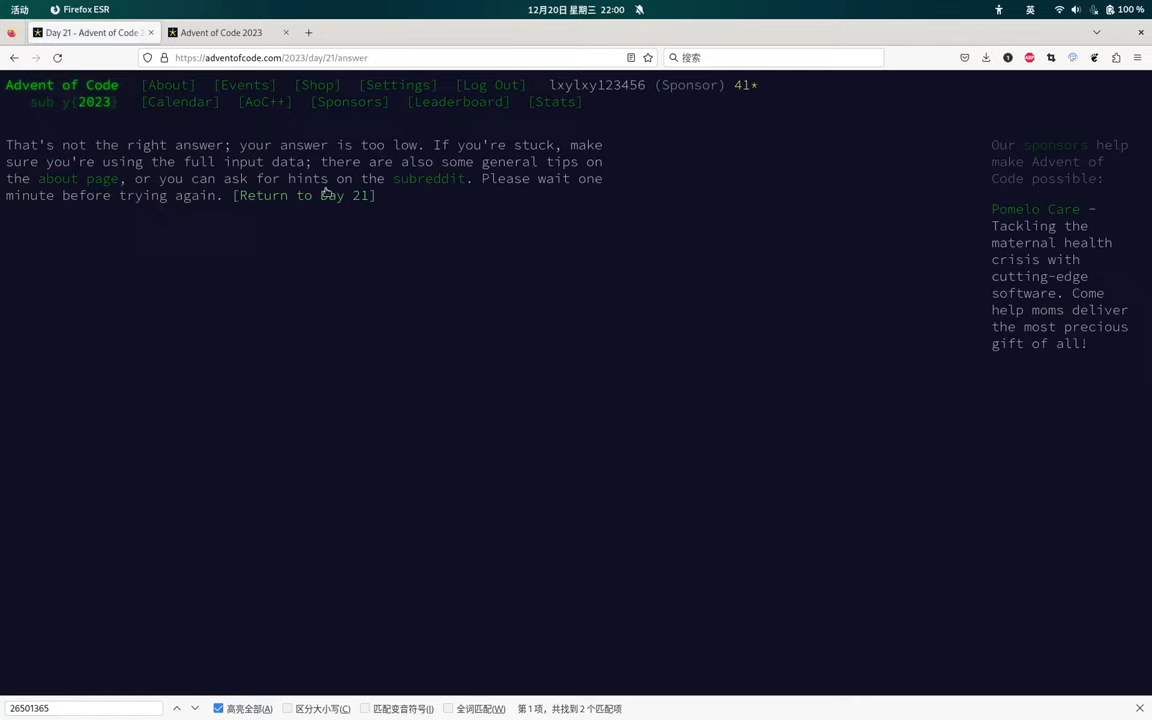 活动 Firefox ESR 12月20日 星期三 22:00 英 100 %
Day 21 - Advent of Code 2 Advent of Code 2023
https://adventofcode.com/2023/day/21/answer 搜索
Advent of Code [About] [Events] [Shop] [Settings] [Log Out] lxylxy123456 (Sponsor) 41*
sub y{2023} [Calendar] [AoC++] [Sponsors] [Leaderboard] [Stats]
That's not the right answer; your answer is too low. If you're stuck, make
sure you're using the full input data; there are also some general tips on
the about page, or you can ask for hints on the subreddit. Please wait one
minute before trying again. [Return to Day 21]
Our sponsors help
make Advent of
Code possible:
Pomelo Care -
Tackling the
maternal health
crisis with
cutting-edge
software. Come
help moms deliver
the most precious
gift of all!
26501365 高亮全部(A) 区分大小写(C) 匹配变音符号(I) 全词匹配(W) 第 1 项，共找到 2 个匹配项